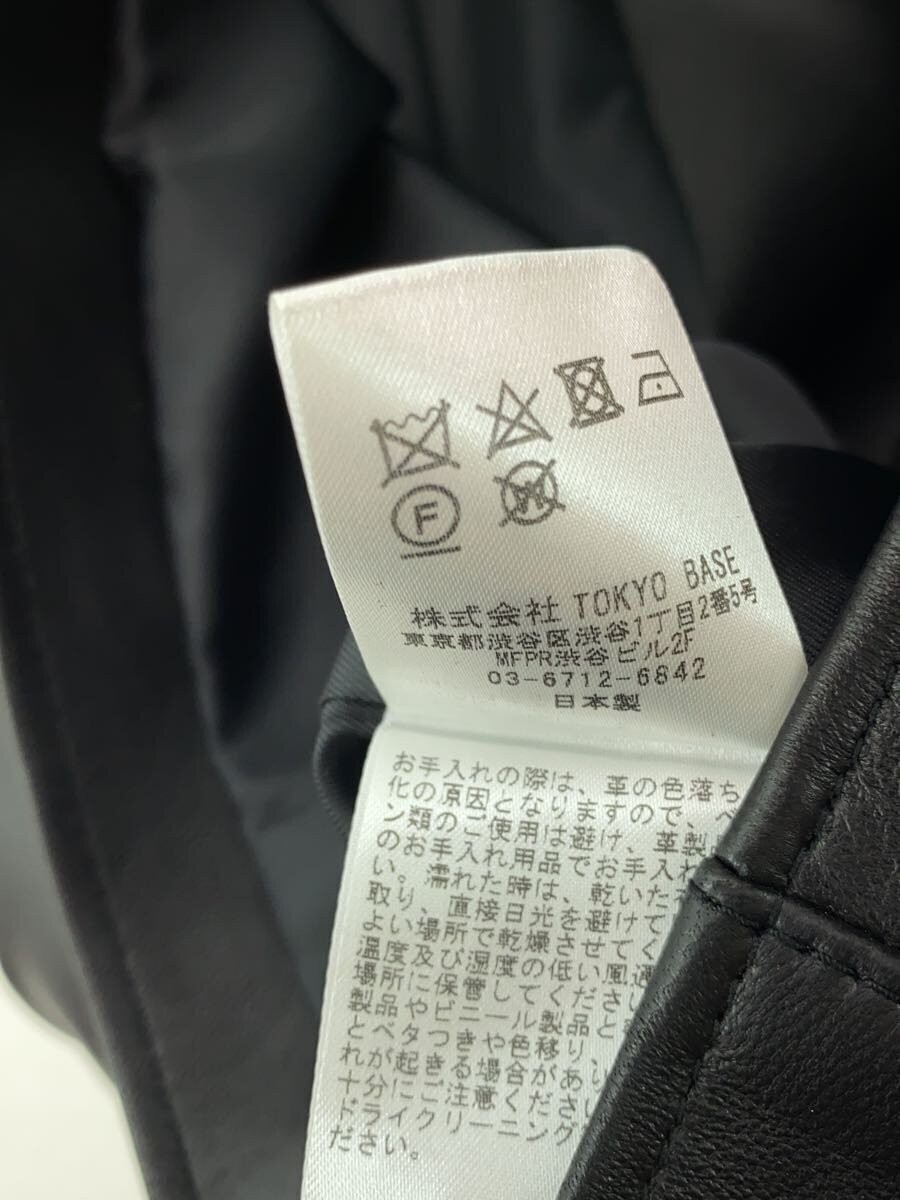 F
W
株式会社 TOKYO BASE
東京都渋谷区渋谷1丁目2番5号
MFPR渋谷ビル2F
03-6712-6842
日本製
お手入れの際は、革の色落ち
化の原因となりますので、ベ
ン類のご使用は避け、革製
のお手入れ用品でお手入れ
い。濡れた時は、乾いた
取り、直接日光を避けて
よい場所で乾燥させてく
温度及び湿度の低い風通
場所に保管してください
製品やビニール製品と
とベタつきや色移り、
れが起きる場合があり
十分にご注意ください
ドライクリーニング
ださい。